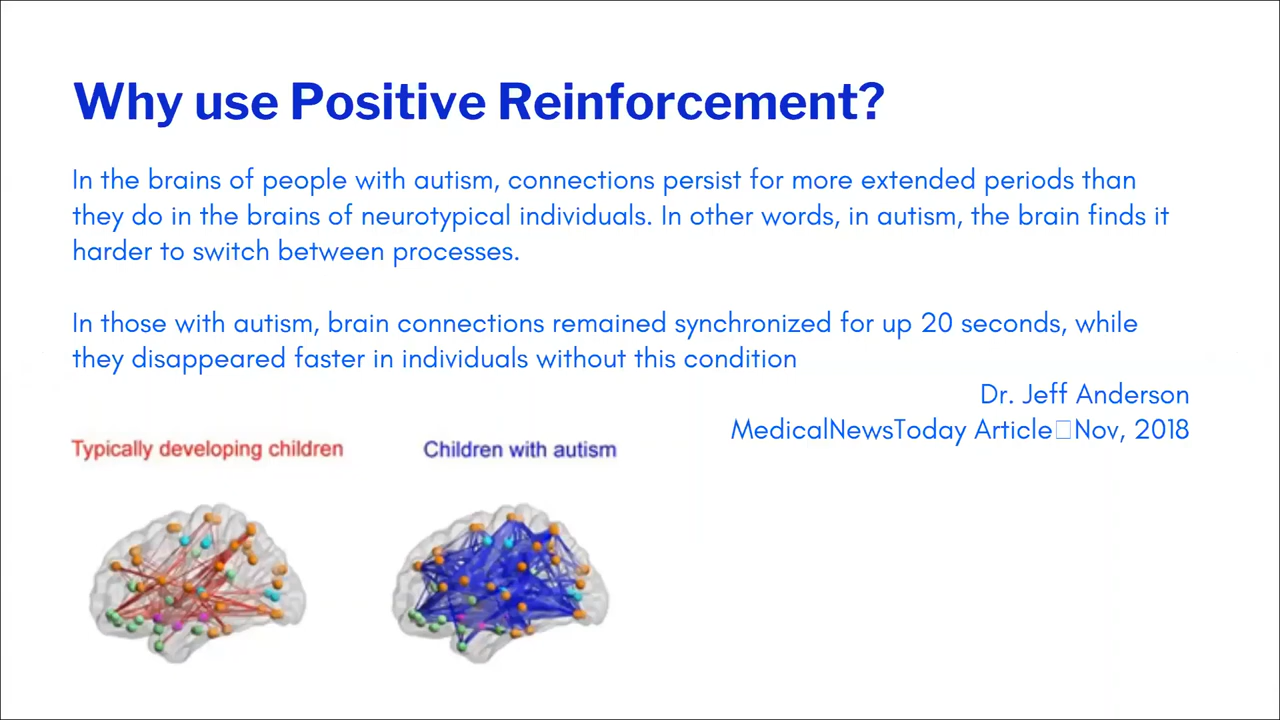 Why use Positive Reinforcement?
In the brains of people with autism, connections persist for more extended periods than
they do in the brains of neurotypical individuals. In other words, in autism, the brain finds it
harder to switch between processes.
In those with autism, brain connections remained synchronized for up 20 seconds, while
they disappeared faster in individuals without this condition
Dr. Jeff Anderson
MedicalNewsToday Article□Nov, 2018
Typically developing children
Children with autism